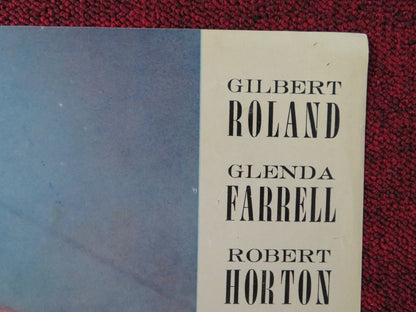 GILBERT
ROLAND
GLENDA
FARRELL
ROBERT
HORTON